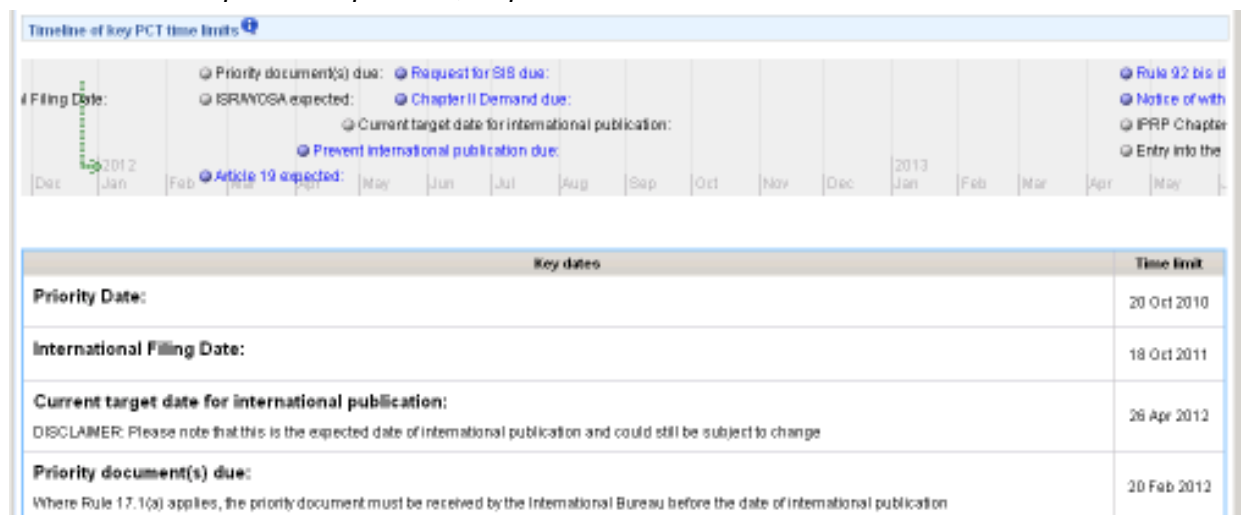 Timeline of key PCT time limits
Priority document(s) due: Request for SIS due: Rule 92 bis d
l Filing Date: ISR/WOSA expected: Chapter II Demand due: Notice of with
Current target date for international publication: IPRP Chapter
Prevent international publication due: Entry into the
2012 2013
Article 19 expected:
Dec Jan Feb Mar Apr May Jun Jul Aug Sep Oct Nov Dec Jan Feb Mar Apr May
Key dates Time limit
Priority Date: 20 Oct 2010
International Filing Date: 18 Oct 2011
Current target date for international publication:
DISCLAIMER: Please note that this is the expected date of international publication and could still be subject to change
26 Apr 2012
Priority document(s) due:
Where Rule 17.1(a) applies, the priority document must be received by the International Bureau before the date of international publication
20 Feb 2012